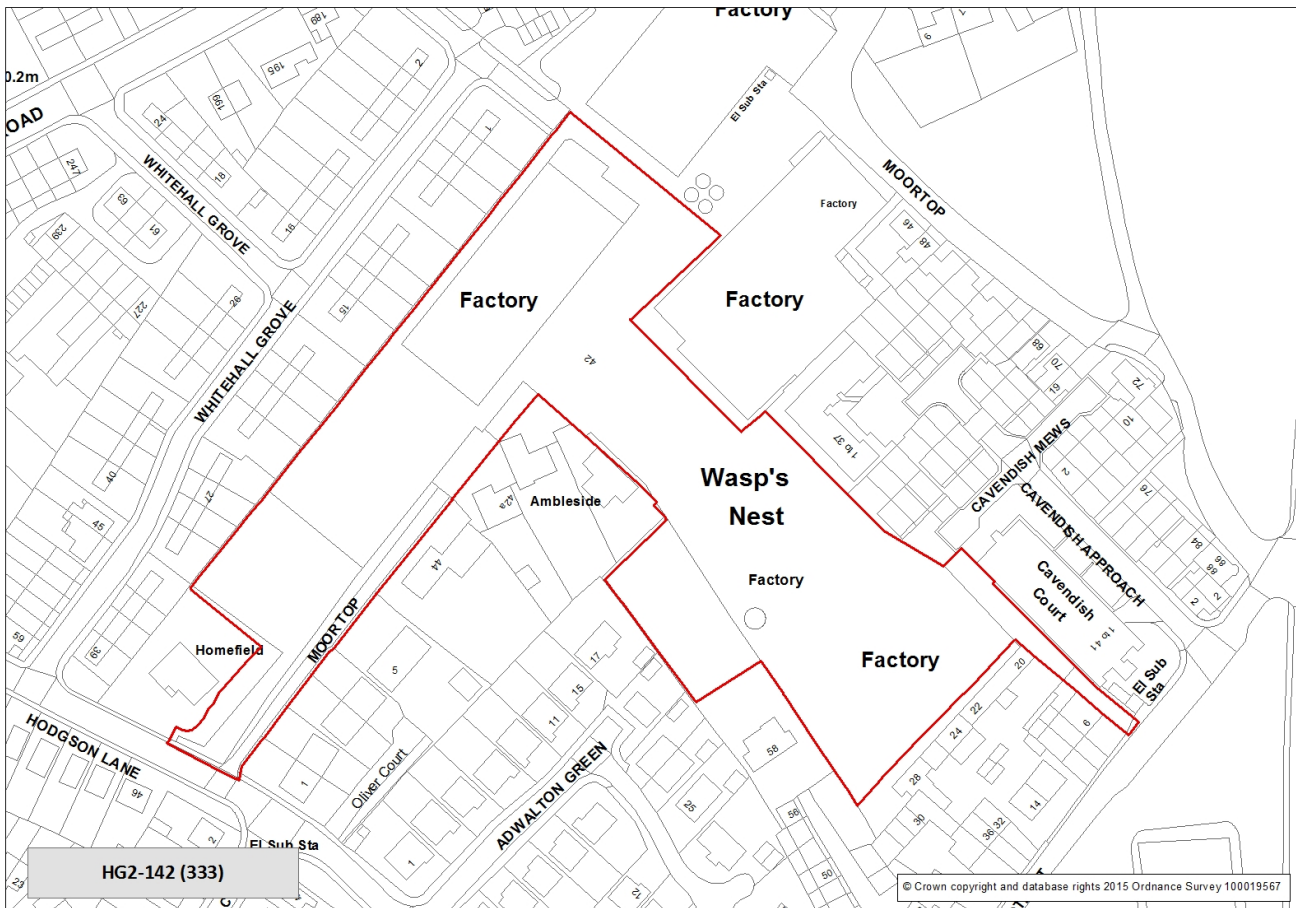 Factory
189
195
2
0.2m
199
El Sub Sta
6
7
ROAD
24
1
247
WHITEHALL GROVE
18
MOORTOP
Factory
63
61
16
46
48
239
Factory
Factory
26
15
227
68
70
42
19
72
WHITEHALL GROVE
10
1 to 37
CAVENDISH MEWS
2
Wasp's
Nest
76
40
27
42a
Ambleside
CAVENDISH APPROACH
45
84
86
88
44
Factory
Cavendish
Court
2
2
59
39
Homefield
MOORTOP
1 to 41
5
17
Factory
20
El Sub
Sta
15
22
6
HODGSON LANE
11
24
58
1
Oliver Court
28
46
ADWALTON GREEN
25
14
30
36 32
2
56
El Sub Sta
1
50
23
12
HG2-142 (333)
© Crown copyright and database rights 2015 Ordnance Survey 100019567